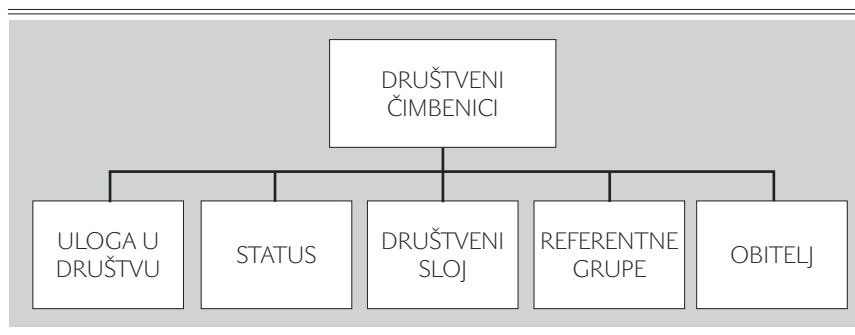 DRUŠTVENI
ČIMBENICI
ULOGA U
DRUŠTVU
STATUS
DRUŠTVENI
SLOJ
REFERENTNE
GRUPE
OBITELJ